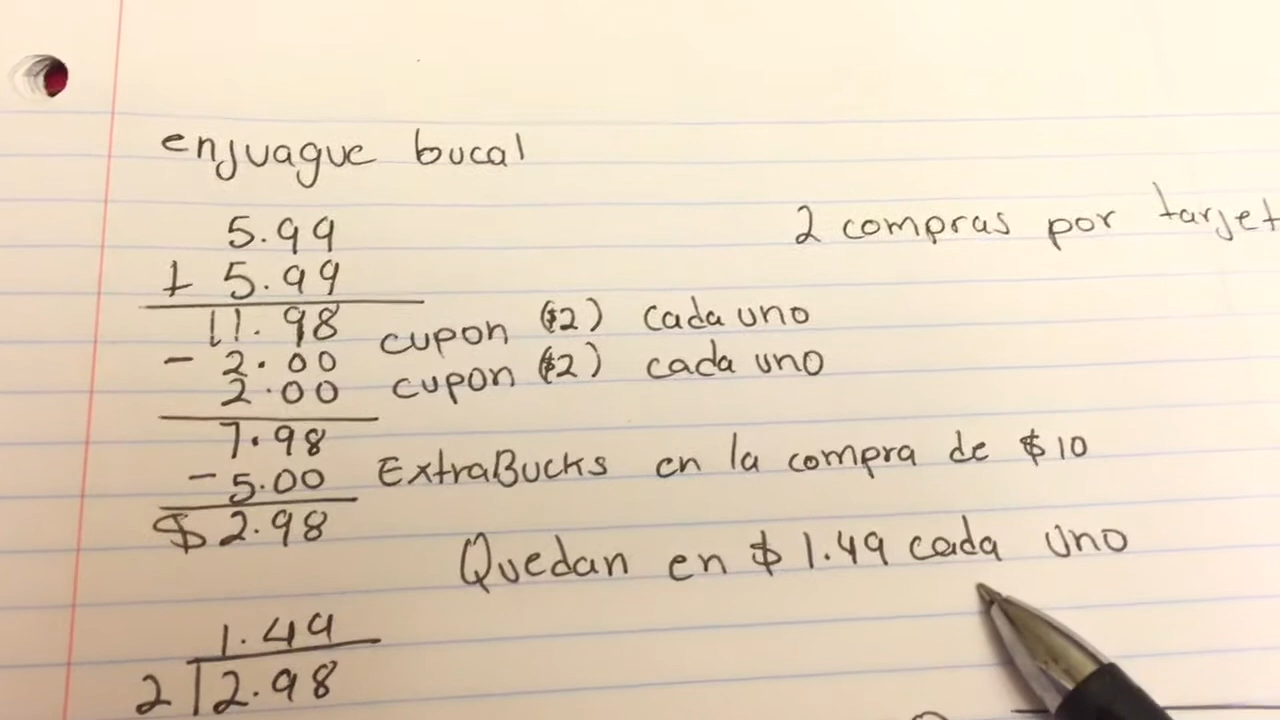 enjuague bucal
5.99
2 compras por tarjet
+ 5.99
11.98 cupon ($2) cada uno
- 2.00 cupon ($2) cada uno
2.00
7.98
- 5.00 ExtraBucks en la compra de $10
$2.98
Quedan en $1.49 cada uno
1.49
2 2.98